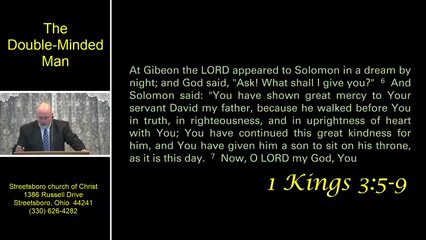 The
Double-Minded
Man
At Gibeon the LORD appeared to Solomon in a dream by
night; and God said, "Ask! What shall I give you?" 6 And
Solomon said: "You have shown great mercy to Your
servant David my father, because he walked before You
in truth, in righteousness, and in uprightness of heart
with You; You have continued this great kindness for
him, and You have given him a son to sit on his throne,
as it is this day. 7 Now, O LORD my God, You
1 Kings 3:5-9
Streetsboro church of Christ
1386 Russell Drive
Streetsboro, Ohio 44241
(330) 626-4282